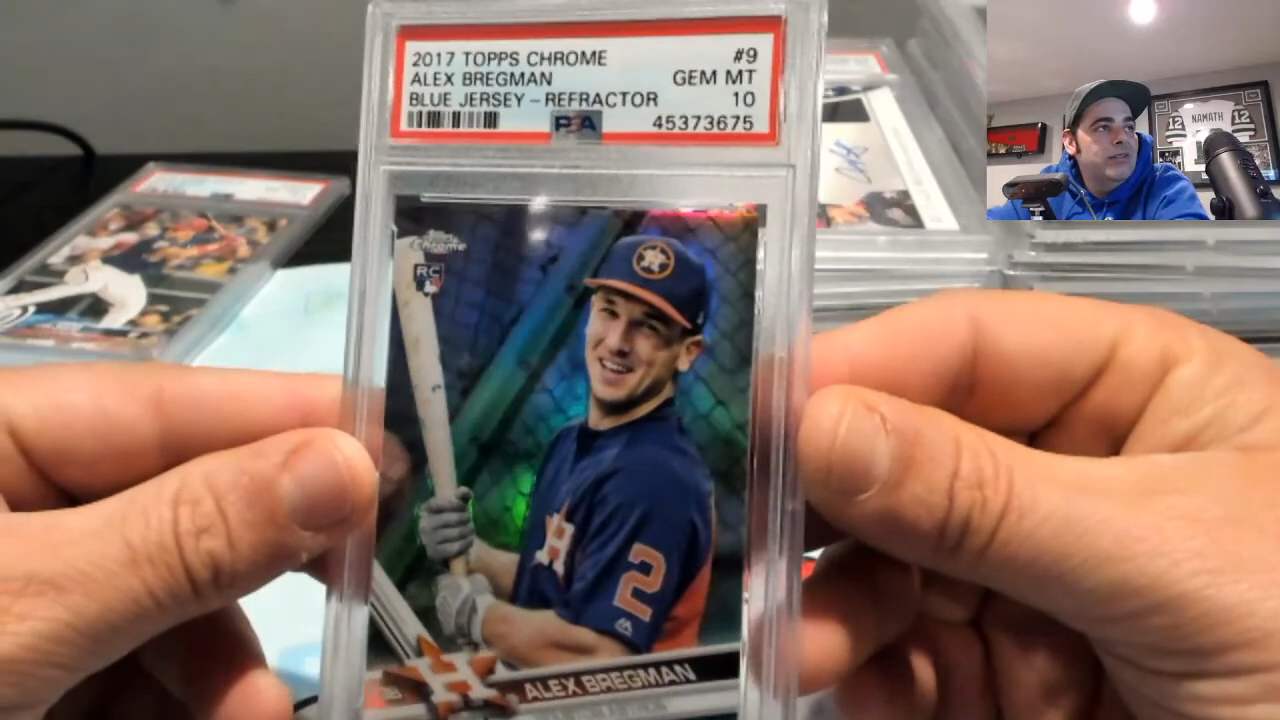 2017 TOPPS CHROME #9
ALEX BREGMAN GEM MT
BLUE JERSEY - REFRACTOR 10
PSA 45373675
Topps
Chrome
RC
H
2
H
ALEX BREGMAN
12 NAMATH 12